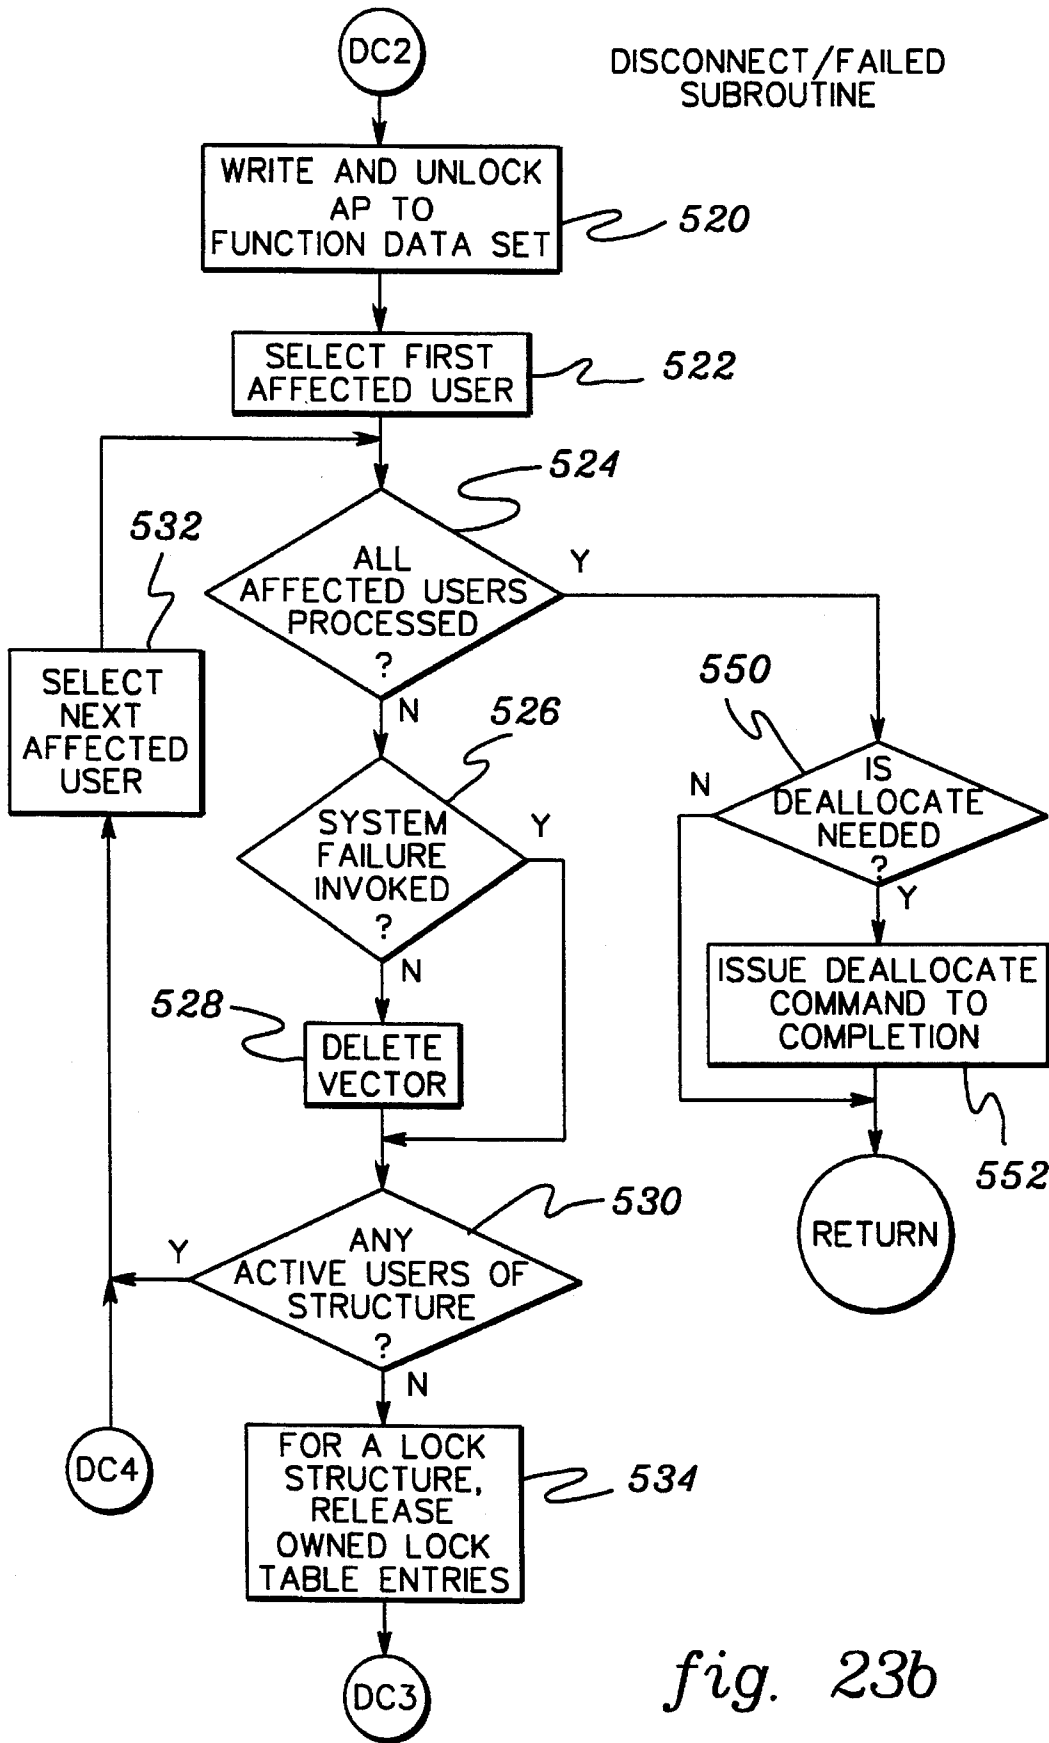 DC2
DISCONNECT/FAILED
SUBROUTINE
WRITE AND UNLOCK
AP TO
FUNCTION DATA SET
520
SELECT FIRST
AFFECTED USER
522
524
532
ALL
AFFECTED USERS
PROCESSED
?
Y
N
SELECT
NEXT
AFFECTED
USER
526
550
SYSTEM
FAILURE
INVOKED
?
Y
N
IS
DEALLOCATE
NEEDED
?
N
Y
528
DELETE
VECTOR
ISSUE DEALLOCATE
COMMAND TO
COMPLETION
552
530
ANY
ACTIVE USERS OF
STRUCTURE
?
Y
N
RETURN
DC4
FOR A LOCK
STRUCTURE,
RELEASE
OWNED LOCK
TABLE ENTRIES
534
DC3
fig. 23b